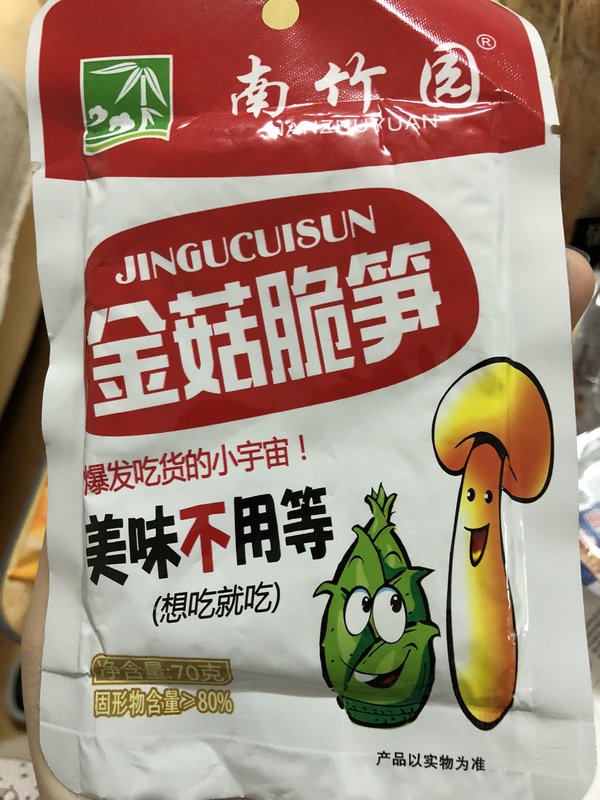 南竹园®
NANZHUYUAN
JINGUCUISUN
金菇脆笋
爆发吃货的小宇宙！
美味不用等
(想吃就吃)
净含量:70克
固形物含量≥80%
产品以实物为准